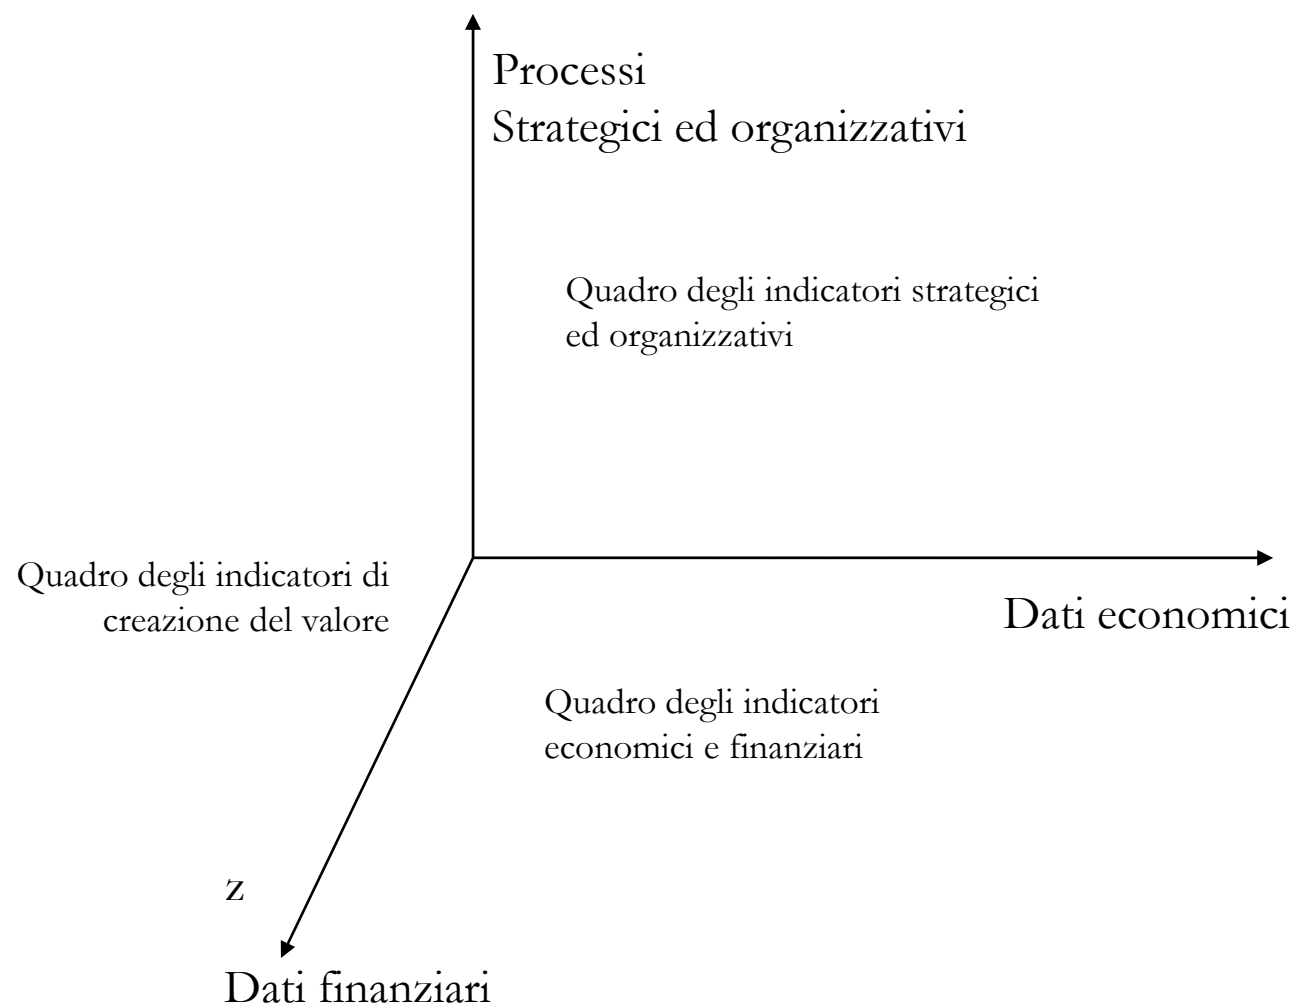 Processi
Strategici ed organizzativi
Quadro degli indicatori strategici
ed organizzativi
Quadro degli indicatori di
creazione del valore
Dati economici
Quadro degli indicatori
economici e finanziari
z
Dati finanziari